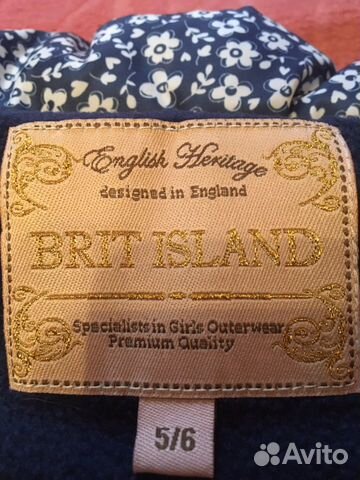 English Heritage
designed in England
BRIT ISLAND
Specialists in Girls Outerwear
Premium Quality
5/6
Avito